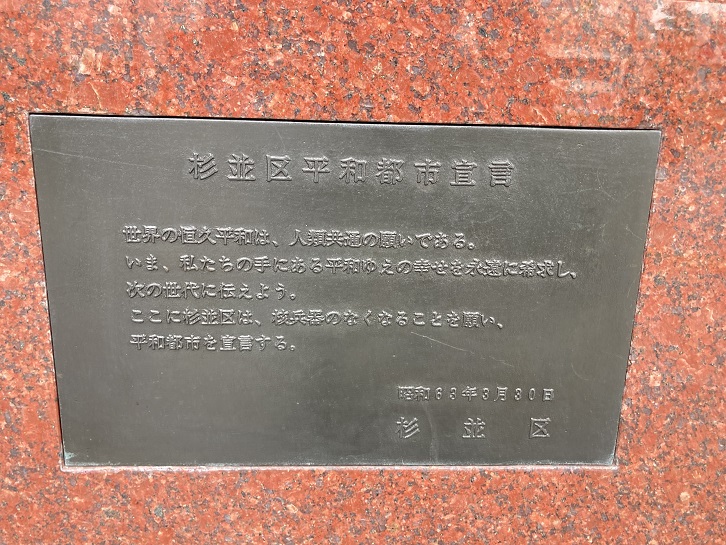 杉並区平和都市宣言
世界の恒久平和は、人類共通の願いである。
いま、私たちの手にある平和ゆえの幸せを永遠に希求し、
次の世代に伝えよう。
ここに杉並区は、核兵器のなくなることを願い、
平和都市を宣言する。
昭和63年3月30日
杉並区